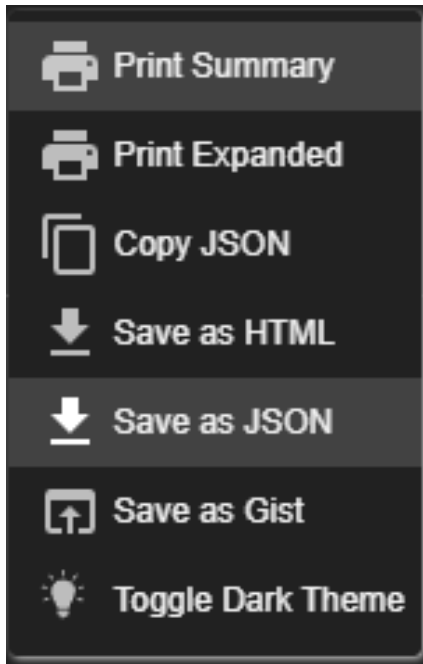 Print Summary
Print Expanded
Copy JSON
Save as HTML
Save as JSON
Save as Gist
Toggle Dark Theme